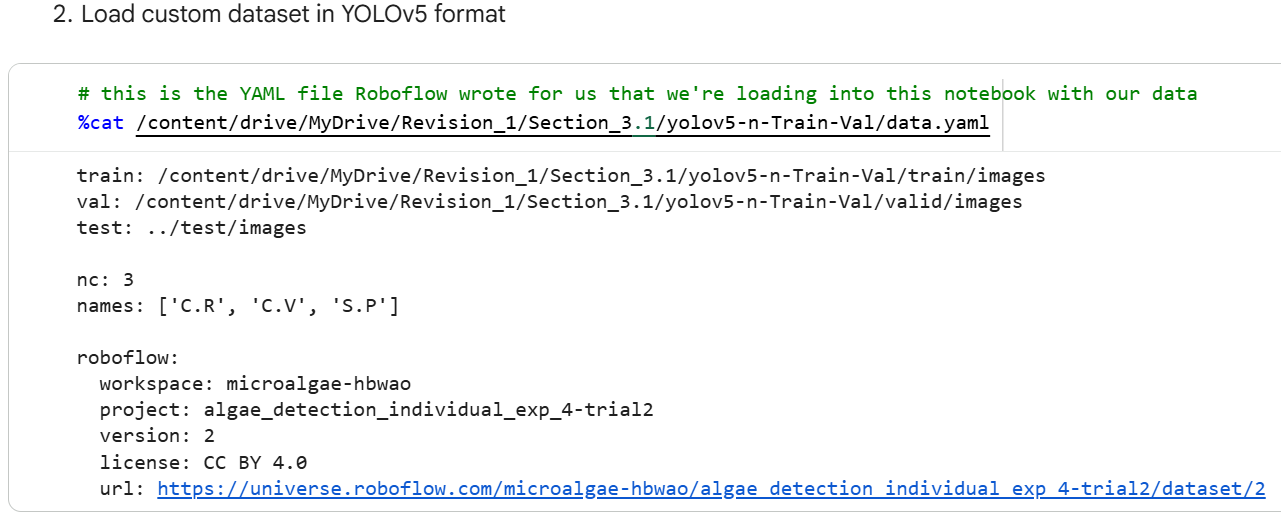 2. Load custom dataset in YOLOv5 format
# this is the YAML file Roboflow wrote for us that we're loading into this notebook with our data
%cat /content/drive/MyDrive/Revision_1/Section_3.1/yolov5-n-Train-Val/data.yaml
train: /content/drive/MyDrive/Revision_1/Section_3.1/yolov5-n-Train-Val/train/images
val: /content/drive/MyDrive/Revision_1/Section_3.1/yolov5-n-Train-Val/valid/images
test: ../test/images
nc: 3
names: ['C.R', 'C.V', 'S.P']
roboflow:
  workspace: microalgae-hbwao
  project: algae_detection_individual_exp_4-trial2
  version: 2
  license: CC BY 4.0
  url: https://universe.roboflow.com/microalgae-hbwao/algae_detection_individual_exp_4-trial2/dataset/2